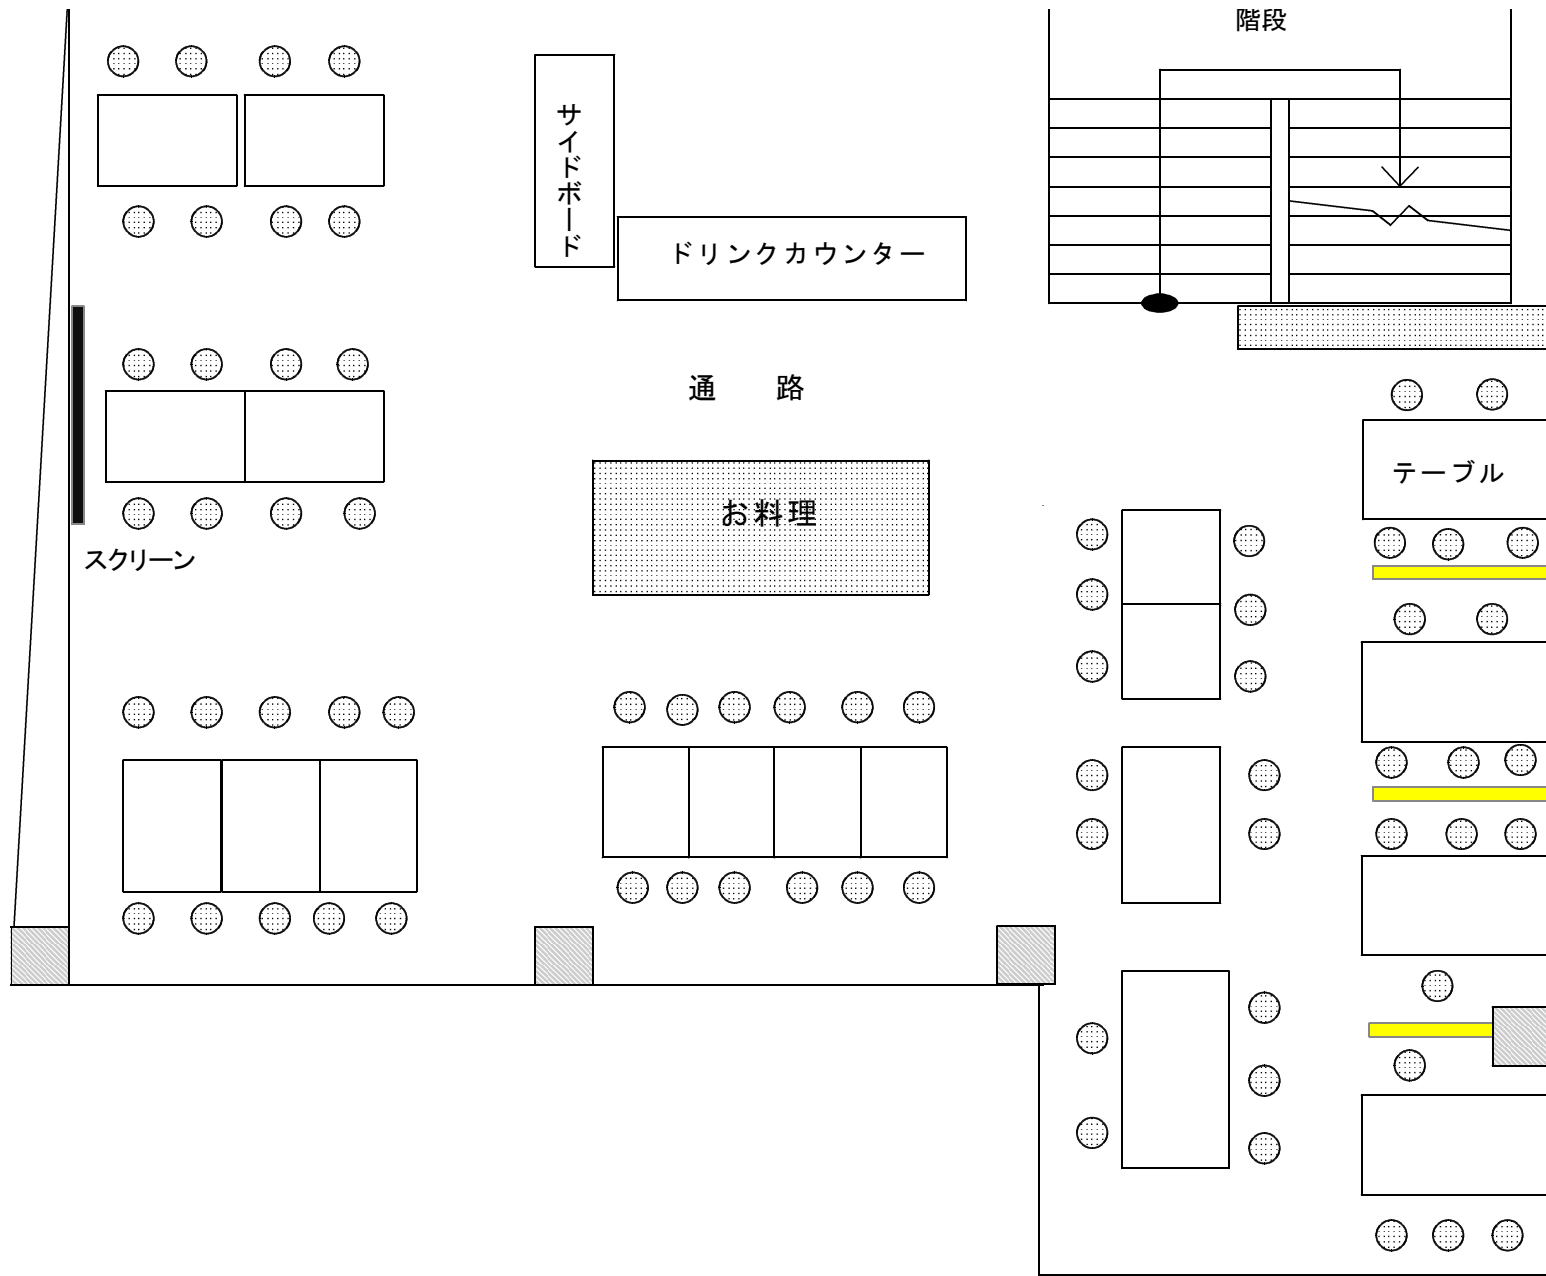 階段
サイドボード
ドリンクカウンター
通　路
テーブル
お料理
スクリーン